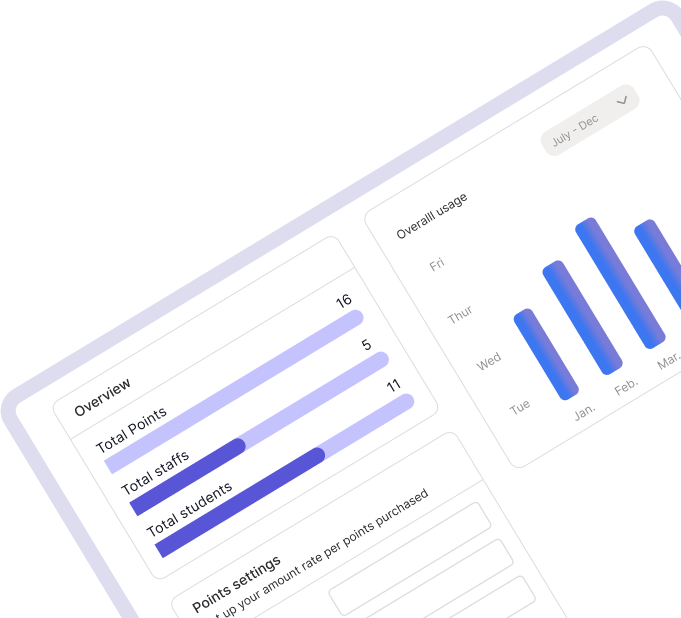 Overview
Total Points
16
Total staffs
5
Total students
11
Points settings
t up your amount rate per points purchased
Overalll usage
July - Dec
Fri
Thur
Wed
Tue
Jan.
Feb.
Mar.